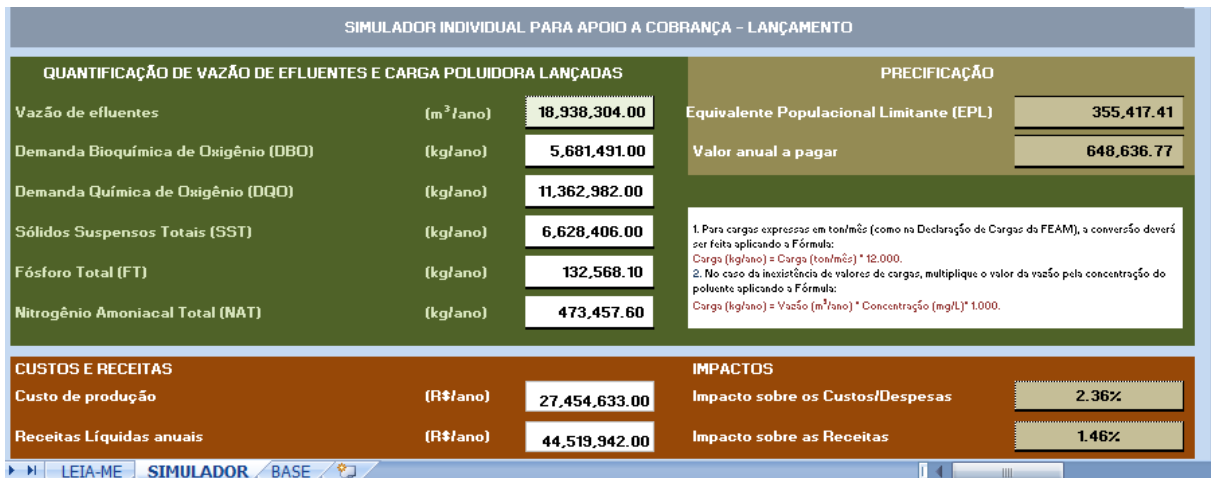 SIMULADOR INDIVIDUAL PARA APOIO A COBRANÇA - LANÇAMENTO
QUANTIFICAÇÃO DE VAZÃO DE EFLUENTES E CARGA POLUIDORA LANÇADAS
Vazão de efluentes (m³/ano) 18,938,304.00
Demanda Bioquímica de Oxigênio (DBO) (kg/ano) 5,681,491.00
Demanda Química de Oxigênio (DQO) (kg/ano) 11,362,982.00
Sólidos Suspensos Totais (SST) (kg/ano) 6,628,406.00
Fósforo Total (FT) (kg/ano) 132,568.10
Nitrogênio Amoniacal Total (NAT) (kg/ano) 473,457.60
PRECIFICAÇÃO
Equivalente Populacional Limitante (EPL) 355,417.41
Valor anual a pagar 648,636.77
1. Para cargas expressas em ton/mês (como na Declaração de Cargas da FEAM), a conversão deverá
ser feita aplicando a Fórmula:
Carga (kg/ano) = Carga (ton/mês) * 12.000.
2. No caso da inexistência de valores de cargas, multiplique o valor da vazão pela concentração do
poluente aplicando a Fórmula:
Carga (kg/ano) = Vazão (m³/ano) * Concentração (mg/L)* 1.000.
CUSTOS E RECEITAS
Custo de produção (R$/ano) 27,454,633.00
Receitas Líquidas anuais (R$/ano) 44,519,942.00
IMPACTOS
Impacto sobre os Custos/Despesas 2.36%
Impacto sobre as Receitas 1.46%
LEIA-ME SIMULADOR BASE